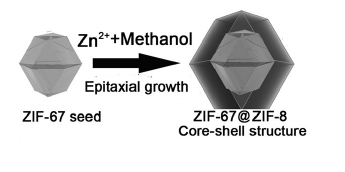 Zn²⁺+Methanol
Epitaxial growth
ZIF-67 seed
ZIF-67@ZIF-8
Core-shell structure